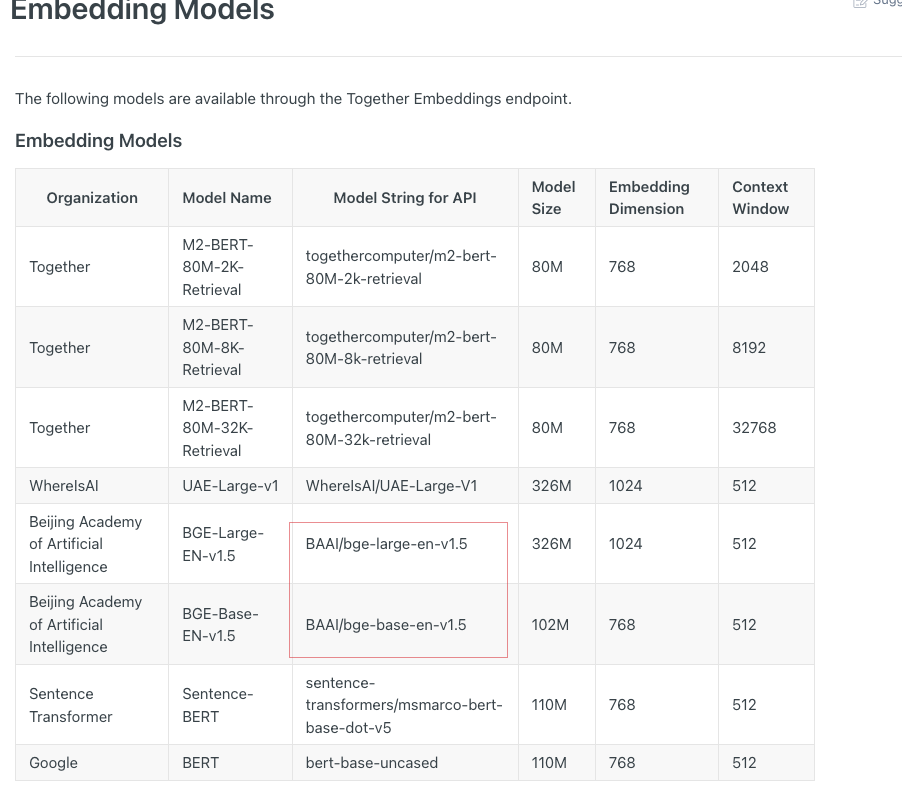 Embedding Models
The following models are available through the Together Embeddings endpoint.
Embedding Models
Organization
Model Name
Model String for API
Model
Size
Embedding
Dimension
Context
Window
Together
M2-BERT-
80M-2K-
Retrieval
togethercomputer/m2-bert-
80M-2k-retrieval
80M
768
2048
Together
M2-BERT-
80M-8K-
Retrieval
togethercomputer/m2-bert-
80M-8k-retrieval
80M
768
8192
Together
M2-BERT-
80M-32K-
Retrieval
togethercomputer/m2-bert-
80M-32k-retrieval
80M
768
32768
WhereIsAI
UAE-Large-v1
WhereIsAI/UAE-Large-V1
326M
1024
512
Beijing Academy
of Artificial
Intelligence
BGE-Large-
EN-v1.5
BAAI/bge-large-en-v1.5
326M
1024
512
Beijing Academy
of Artificial
Intelligence
BGE-Base-
EN-v1.5
BAAI/bge-base-en-v1.5
102M
768
512
Sentence
Transformer
Sentence-
BERT
sentence-
transformers/msmarco-bert-
base-dot-v5
110M
768
512
Google
BERT
bert-base-uncased
110M
768
512